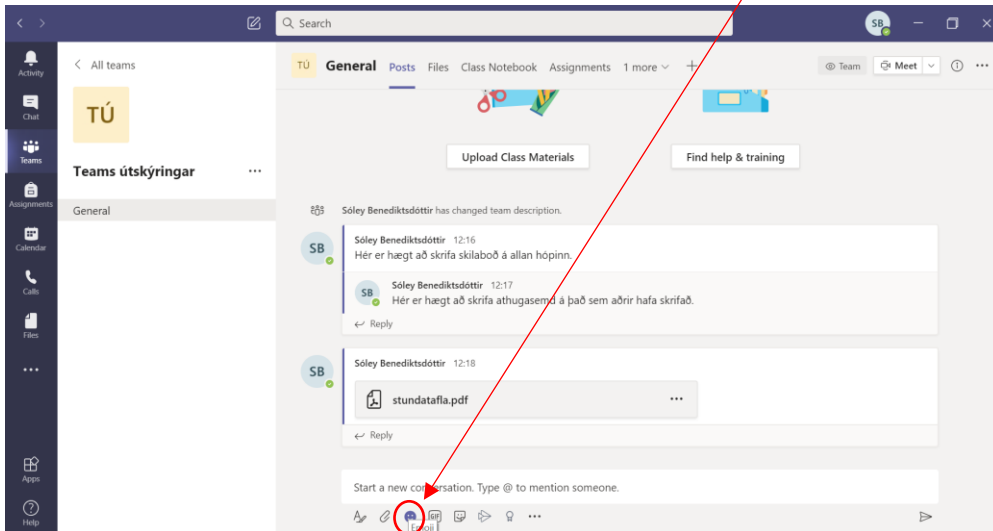 Search
SB
Activity
Chat
Teams
Assignments
Calendar
Calls
Files
Apps
Help
All teams
TÚ
Teams útskýringar
General
TÚ General Posts Files Class Notebook Assignments 1 more
Team
Meet
Upload Class Materials
Find help & training
Sóley Benediktsdóttir has changed team description.
SB
Sóley Benediktsdóttir 12:16
Hér er hægt að skrifa skilaboð á allan hópinn.
SB
Sóley Benediktsdóttir 12:17
Hér er hægt að skrifa athugasemd á það sem aðrir hafa skrifað.
Reply
SB
Sóley Benediktsdóttir 12:18
stundatafla.pdf
Reply
Start a new conversation. Type @ to mention someone.
GIF
Emoji